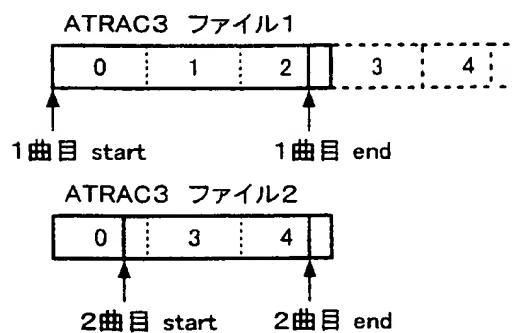 ATRAC3 ファイル1
0 1 2 3 4
1曲目 start 1曲目 end
ATRAC3 ファイル2
0 3 4
2曲目 start 2曲目 end